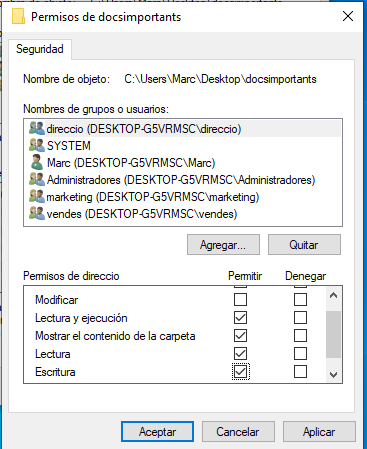 Permisos de docsimportants
Seguridad
Nombre de objeto: C:\Users\Marc\Desktop\docsimportants
Nombres de grupos o usuarios:
direccio (DESKTOP-G5VRMSC\direccio)
SYSTEM
Marc (DESKTOP-G5VRMSC\Marc)
Administradores (DESKTOP-G5VRMSC\Administradores)
marketing (DESKTOP-G5VRMSC\marketing)
vendes (DESKTOP-G5VRMSC\vendes)
Agregar... Quitar
Permisos de direccio Permitir Denegar
Modificar
Lectura y ejecución
Mostrar el contenido de la carpeta
Lectura
Escritura
Aceptar Cancelar Aplicar